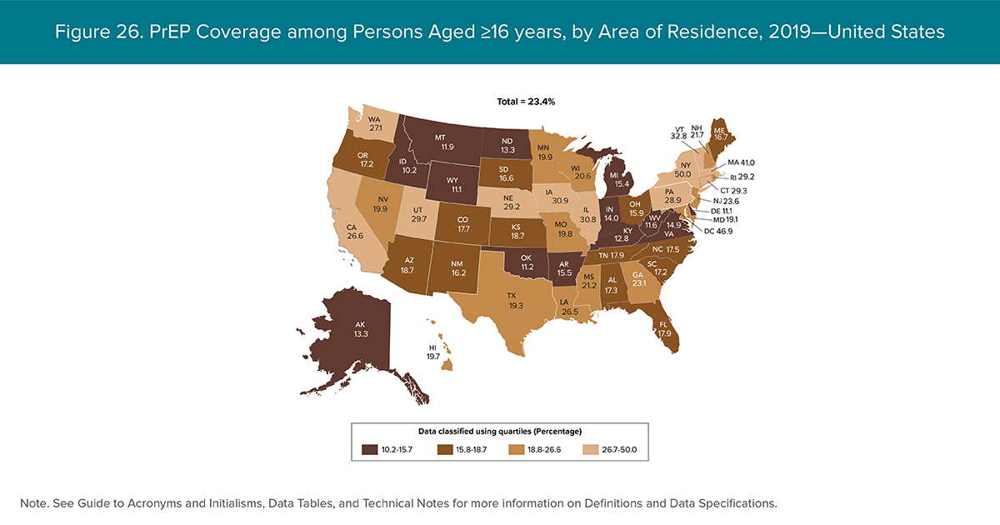 Figure 26. PrEP Coverage among Persons Aged ≥16 years, by Area of Residence, 2019—United States
Total = 23.4%
WA
27.1
MT
11.9
ND
13.3
MN
19.9
VT
32.8
NH
21.7
ME
16.7
OR
17.2
ID
10.2
WY
11.1
SD
16.6
WI
20.6
MI
15.4
NY
50.0
MA 41.0
RI 29.2
CT 29.3
NJ 23.6
DE 11.1
MD 19.1
DC 46.9
NV
19.9
UT
29.7
NE
29.2
IA
30.9
IL
30.8
IN
14.0
OH
15.9
PA
28.9
WV
11.6
14.9
VA
CA
26.6
CO
17.7
KS
18.7
MO
19.8
KY
12.8
AZ
18.7
NM
16.2
OK
11.2
AR
15.5
TN 17.9
NC 17.5
SC
17.2
TX
19.3
LA
26.5
MS
21.2
AL
17.3
GA
23.1
FL
17.9
AK
13.3
HI
19.7
Data classified using quartiles (Percentage)
10.2-15.7
15.8-18.7
18.8-26.6
26.7-50.0
Note. See Guide to Acronyms and Initialisms, Data Tables, and Technical Notes for more information on Definitions and Data Specifications.